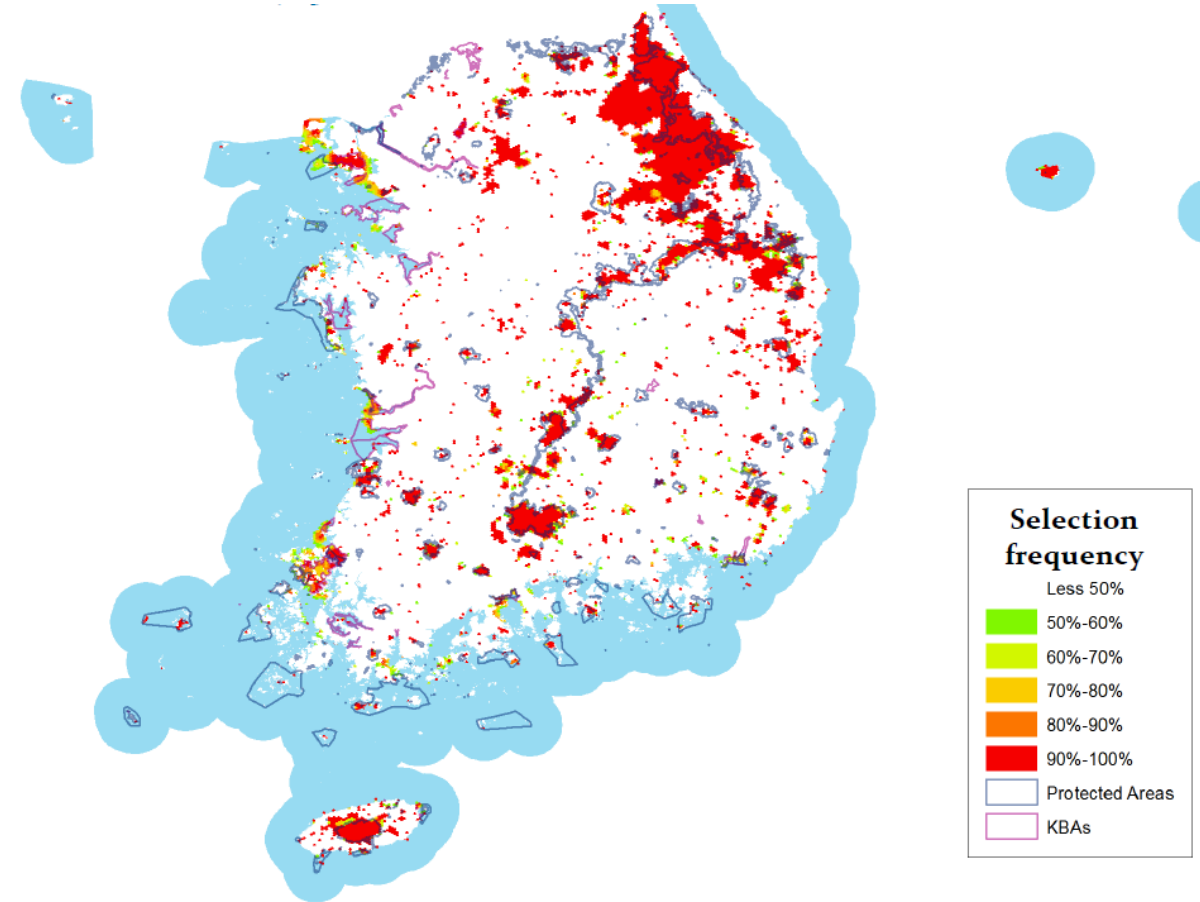 Selection
frequency
Less 50%
50%-60%
60%-70%
70%-80%
80%-90%
90%-100%
Protected Areas
KBAs